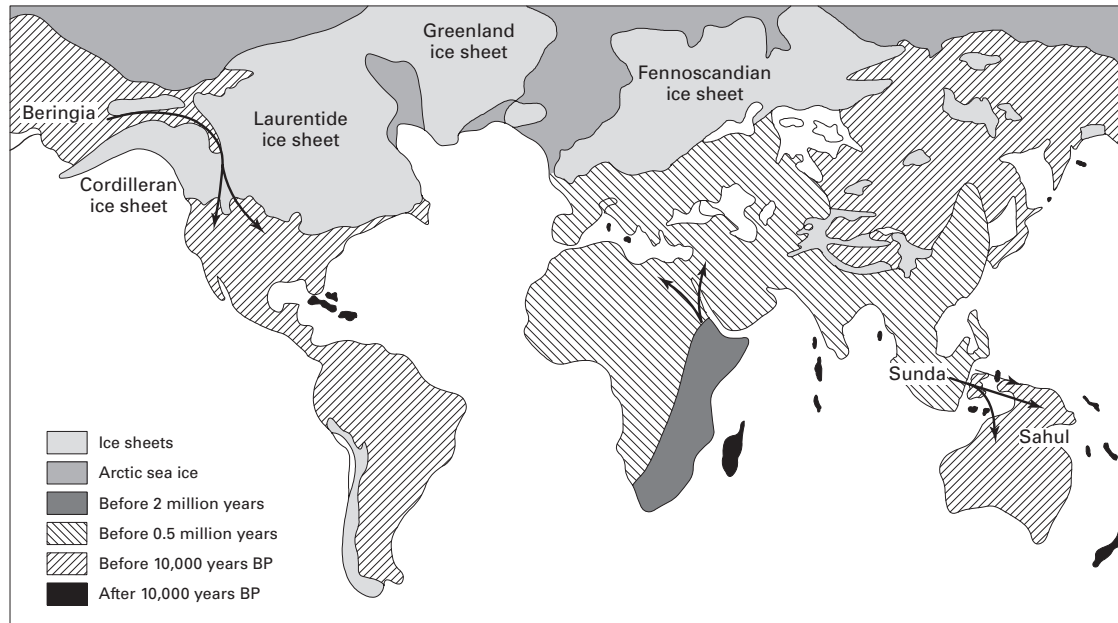 Greenland
ice sheet
Fennoscandian
ice sheet
Beringia
Laurentide
ice sheet
Cordilleran
ice sheet
Sunda
Sahul
Ice sheets
Arctic sea ice
Before 2 million years
Before 0.5 million years
Before 10,000 years BP
After 10,000 years BP